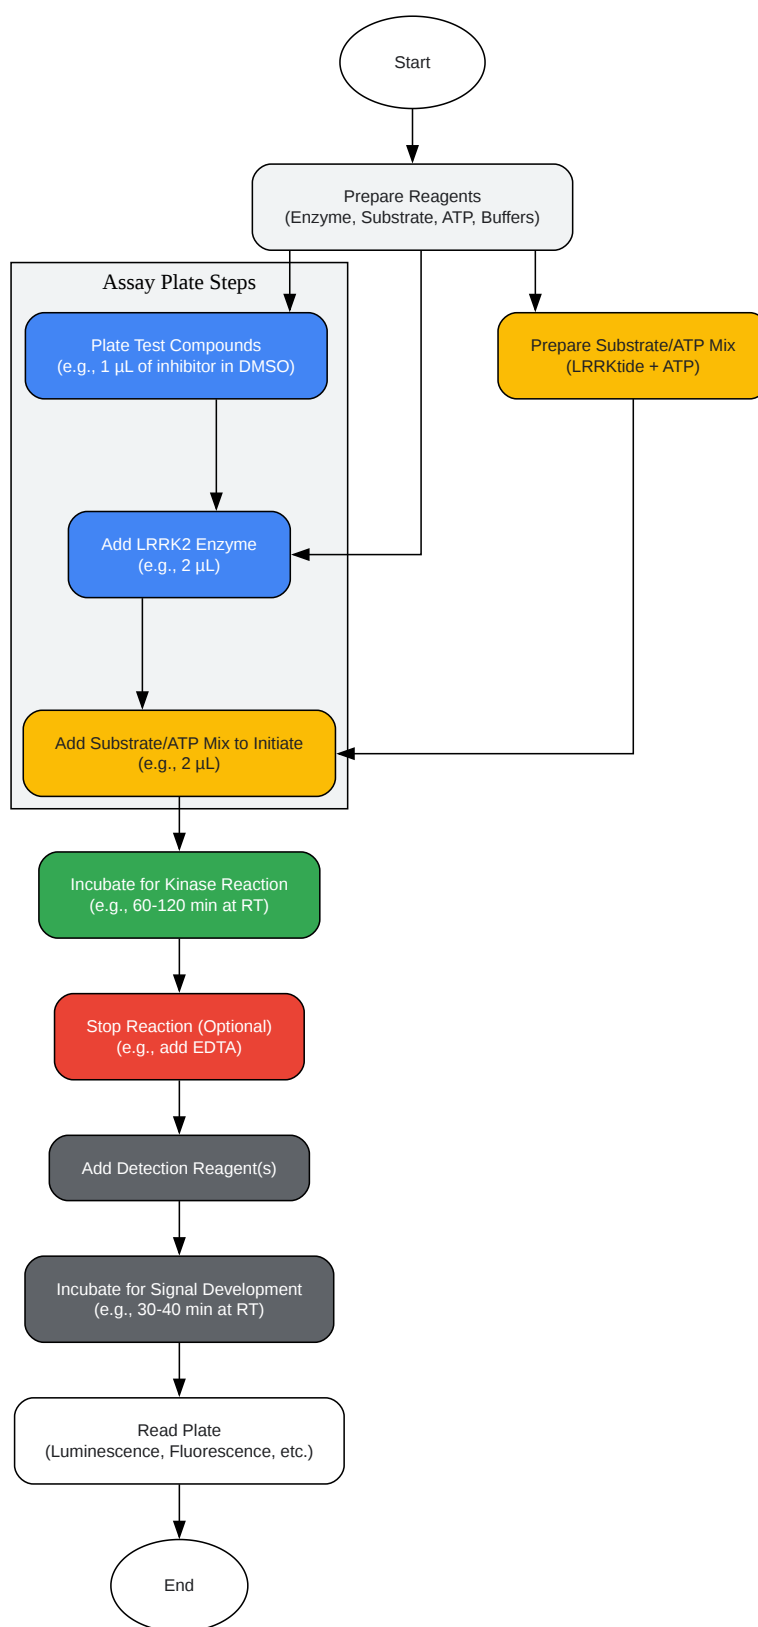 Start
Prepare Reagents
(Enzyme, Substrate, ATP, Buffers)
Assay Plate Steps
Plate Test Compounds
(e.g., 1 µL of inhibitor in DMSO)
Prepare Substrate/ATP Mix
(LRRKtide + ATP)
Add LRRK2 Enzyme
(e.g., 2 µL)
Add Substrate/ATP Mix to Initiate
(e.g., 2 µL)
Incubate for Kinase Reaction
(e.g., 60-120 min at RT)
Stop Reaction (Optional)
(e.g., add EDTA)
Add Detection Reagent(s)
Incubate for Signal Development
(e.g., 30-40 min at RT)
Read Plate
(Luminescence, Fluorescence, etc.)
End